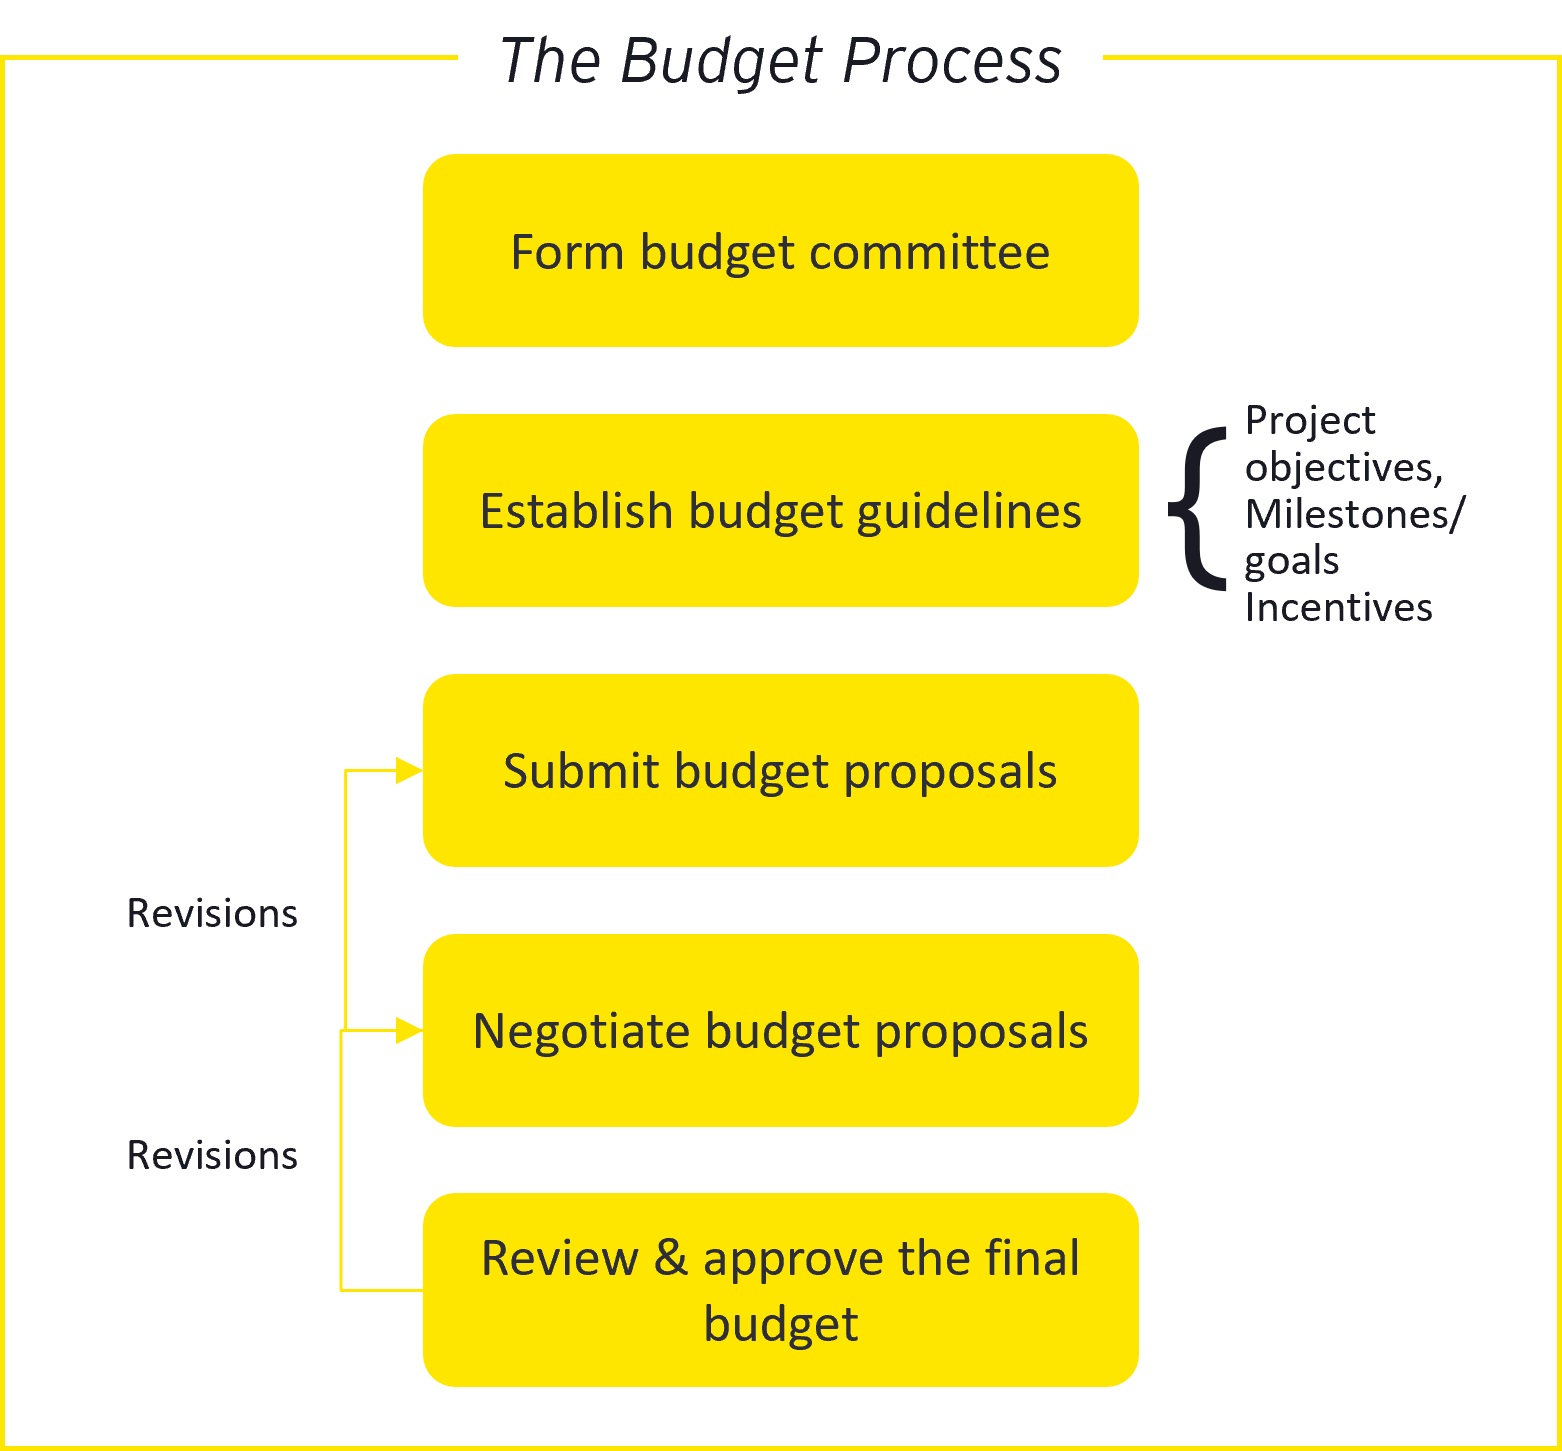 The Budget Process
Form budget committee
Establish budget guidelines
Project
objectives,
Milestones/
goals
Incentives
Submit budget proposals
Revisions
Negotiate budget proposals
Revisions
Review & approve the final
budget